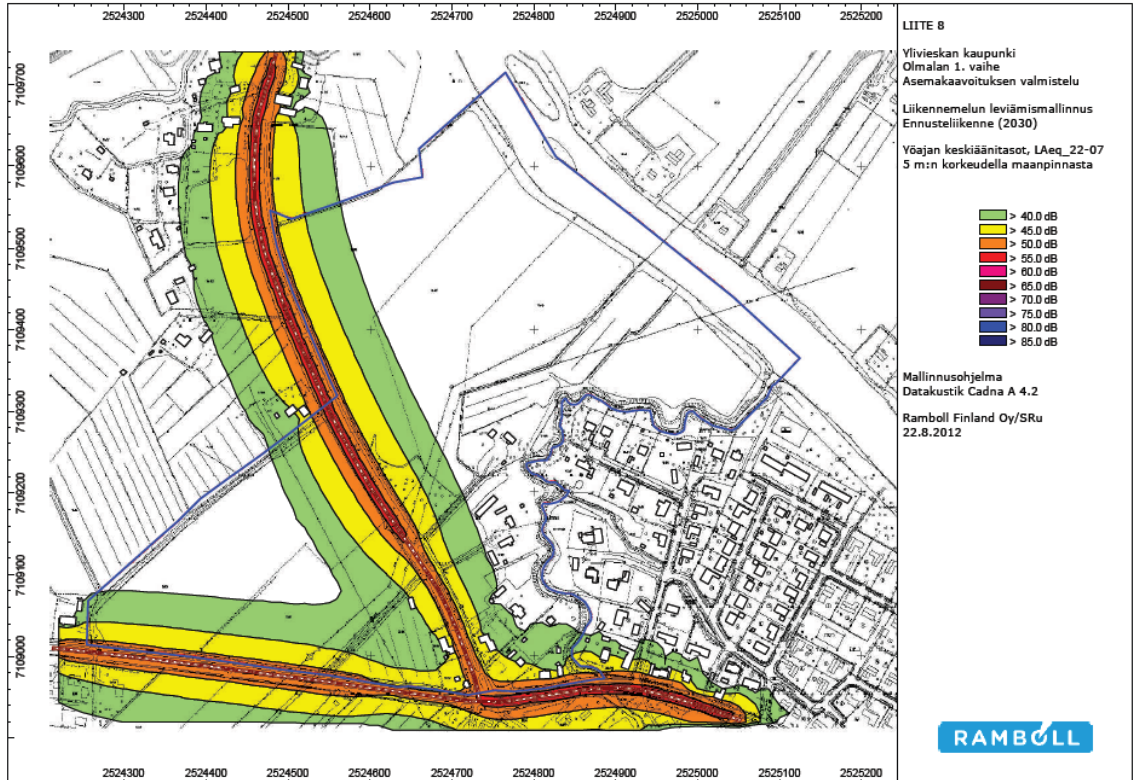 2524300 2524400 2524500 2524600 2524700 2524800 2524900 2525000 2525100 2525200
7109700
7109600
7109500
7109400
7109300
7109200
7109100
7109000
2524300 2524400 2524500 2524600 2524700 2524800 2524900 2525000 2525100 2525200
LIITE 8
Ylivieskan kaupunki
Olmalan 1. vaihe
Asemakaavoituksen valmistelu
Liikennemelun leviämismallinnus
Ennusteliikenne (2030)
Yöajan keskiäänitasot, LAeq_22-07
5 m:n korkeudella maanpinnasta
> 40.0 dB
> 45.0 dB
> 50.0 dB
> 55.0 dB
> 60.0 dB
> 65.0 dB
> 70.0 dB
> 75.0 dB
> 80.0 dB
> 85.0 dB
Mallinnusohjelma
Datakustik Cadna A 4.2
Ramboll Finland Oy/SRu
22.8.2012
RAMBOLL